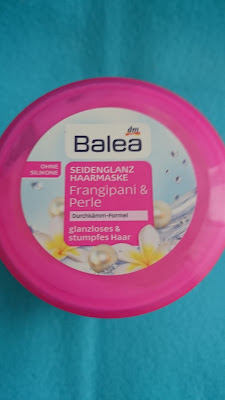 dm
Balea
OHNE
SILIKONE
SEIDENGLANZ
HAARMASKE
Frangipani &
Perle
Durchkämm-Formel
glanzloses &
stumpfes Haar